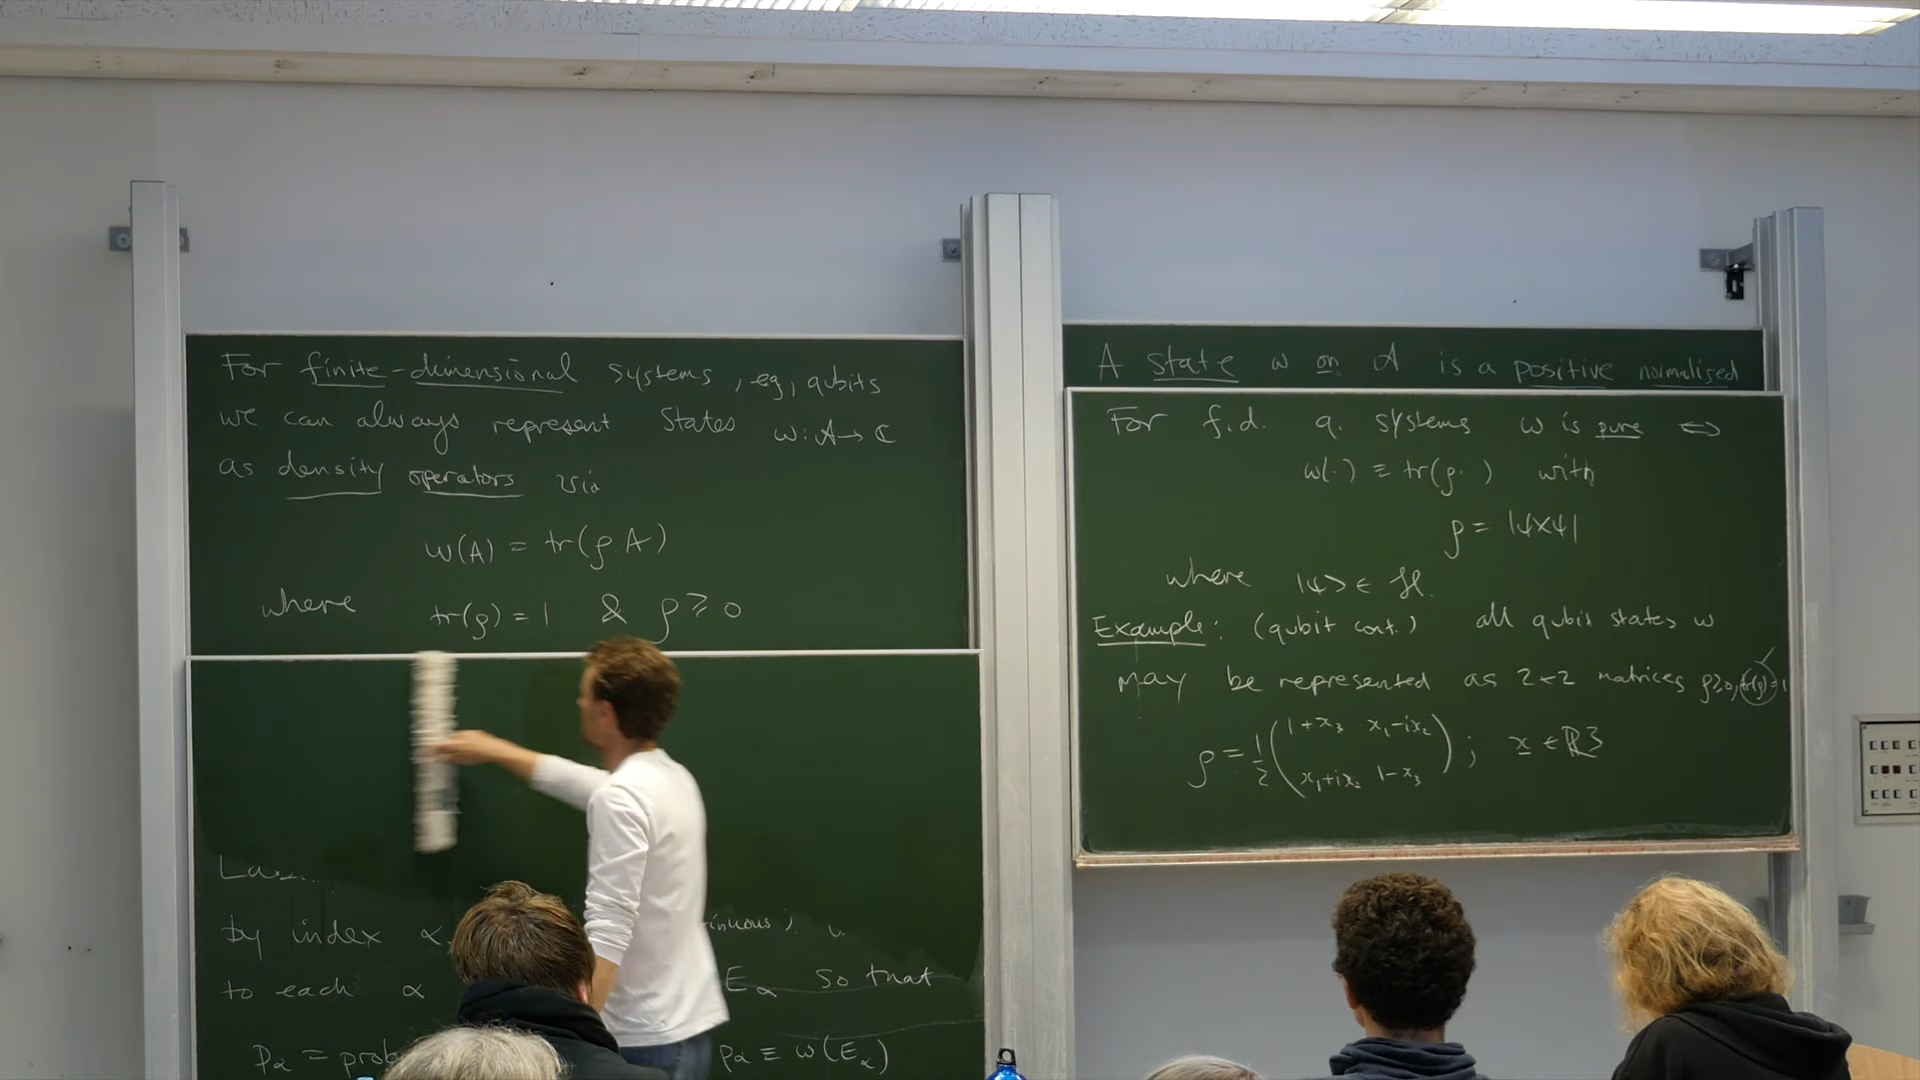 For finite-dimensional systems, eg, qubits
we can always represent states ω: A → ℂ
as density operators via
ω(A) = tr(ρ A)
where tr(ρ) = 1 & ρ ≥ 0
by index α
to each α E_α so that
p_α = prob p_α ≡ ω(E_α)
A state ω on A is a positive normalised
For f.d. q. systems ω is pure ⇔
ω(·) ≡ tr(ρ · ) with
ρ = |ψ×ψ|
where |ψ> ∈ ℋ.
Example: (qubit cont.) all qubit states ω
may be represented as 2×2 matrices ρ≥0, tr(ρ)=1
ρ = 1/2 ( 1+x₃ x₁-ix₂ ; x₁+ix₂ 1-x₃ ) ; x ∈ ℝ3